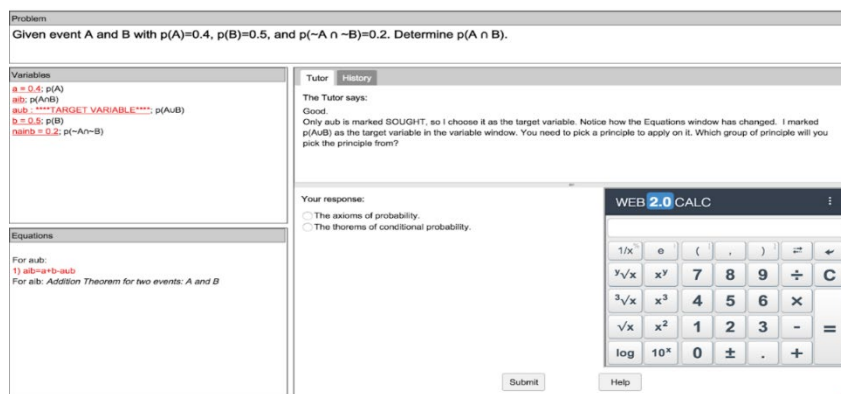 Problem
Given event A and B with p(A)=0.4, p(B)=0.5, and p(~A ∩ ~B)=0.2. Determine p(A ∩ B).
Variables
a = 0.4; p(A)
aib; p(A∩B)
aub : ****TARGET VARIABLE****; p(A∪B)
b = 0.5; p(B)
nainb = 0.2; p(~A∩~B)
Equations
For aub:
1) aib=a+b-aub
For aib: Addition Theorem for two events: A and B
Tutor History
The Tutor says:
Good.
Only aub is marked SOUGHT, so I choose it as the target variable. Notice how the Equations window has changed. I marked
p(A∪B) as the target variable in the variable window. You need to pick a principle to apply on it. Which group of principle will you
pick the principle from?
Your response:
The axioms of probability.
The thorems of conditional probability.
WEB 2.0 CALC
1/x e ( , ) ⇄ ↵
ʸ√x xʸ 7 8 9 ÷ C
³√x x³ 4 5 6 ×
√x x² 1 2 3 - =
log 10ˣ 0 ± . +
Submit Help